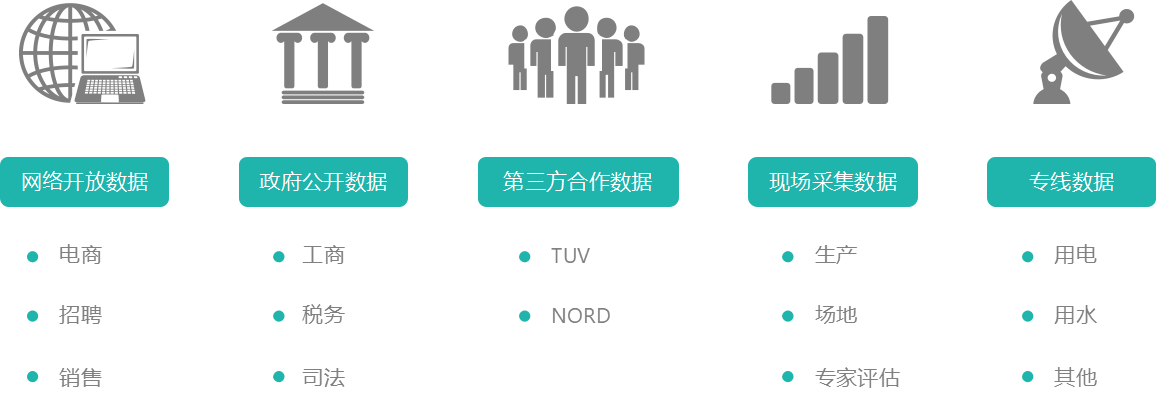 网络开放数据
政府公开数据
第三方合作数据
现场采集数据
专线数据
电商
工商
TUV
生产
用电
招聘
税务
NORD
场地
用水
销售
司法
专家评估
其他